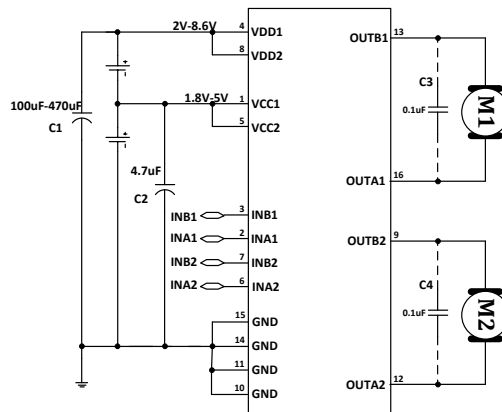 2V-8.6V 4 VDD1
8 VDD2
1.8V-5V 1 VCC1
5 VCC2
100uF-470uF
C1
4.7uF
C2
INB1 3 INB1
INA1 2 INA1
INB2 7 INB2
INA2 6 INA2
15 GND
14 GND
11 GND
10 GND
OUTB1 13
C3
0.1uF
M1
OUTA1 16
OUTB2 9
C4
0.1uF
M2
OUTA2 12